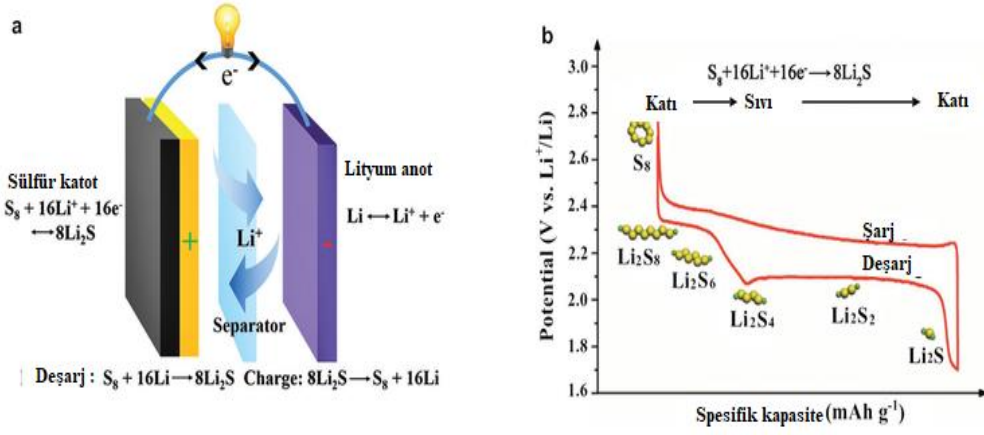 a
e-
Sülfür katot
S8 + 16Li+ + 16e-
↔8Li2S
+
Li+
-
Separator
Lityum anot
Li ↔ Li+ + e-
Deşarj : S8 + 16Li → 8Li2S Charge: 8Li2S → S8 + 16Li
b
Potential (V vs. Li+/Li)
3.0
2.8
2.6
2.4
2.2
2.0
1.8
1.6
S8+16Li++16e-→8Li2S
Katı → Sıvı → Katı
S8
Li2S8
Li2S6
Li2S4
Li2S2
Li2S
Şarj
Deşarj
Spesifik kapasite (mAh g-1)